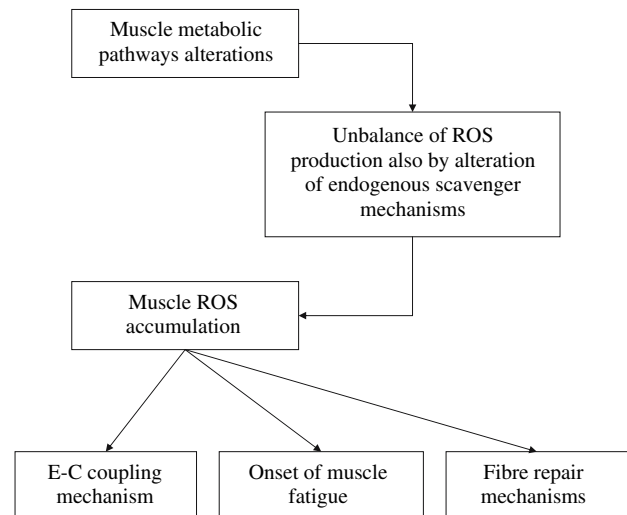 Muscle metabolic
pathways alterations
Unbalance of ROS
production also by alteration
of endogenous scavenger
mechanisms
Muscle ROS
accumulation
E-C coupling
mechanism
Onset of muscle
fatigue
Fibre repair
mechanisms